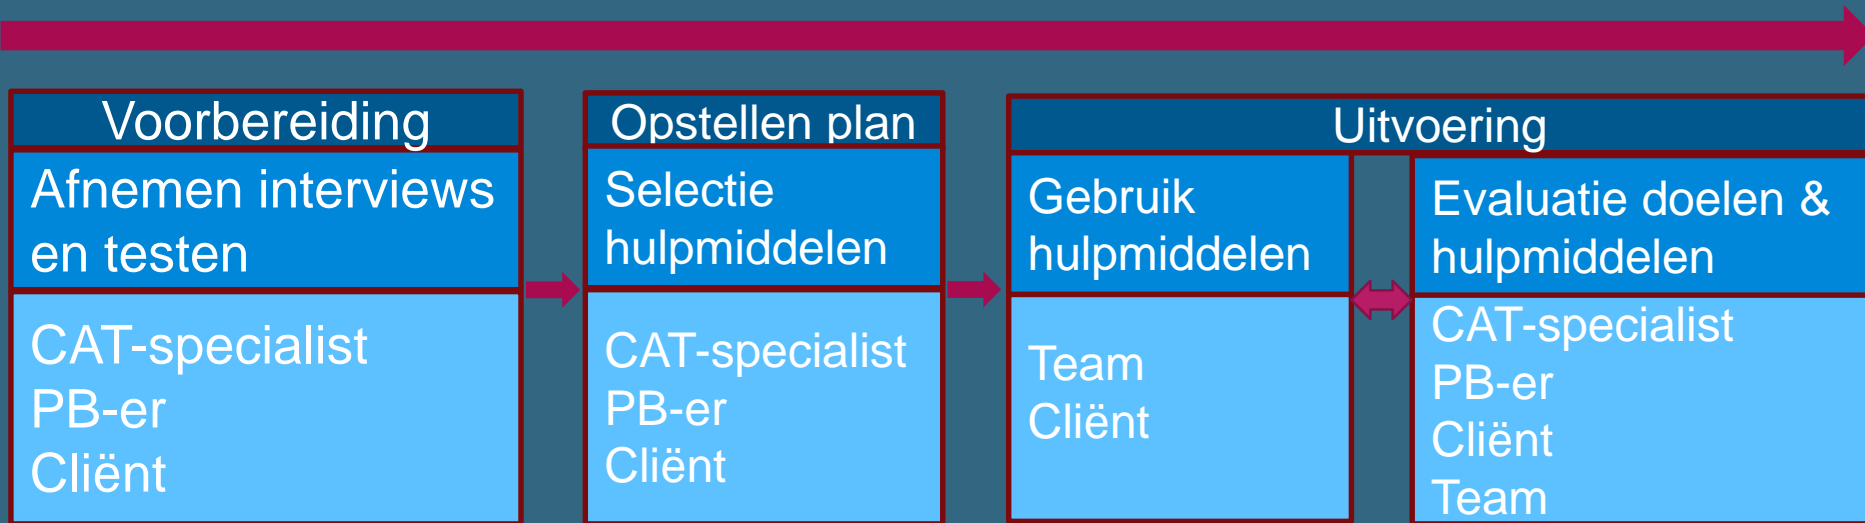 Voorbereiding
Afnemen interviews
en testen
CAT-specialist
PB-er
Cliënt
Opstellen plan
Selectie
hulpmiddelen
CAT-specialist
PB-er
Cliënt
Uitvoering
Gebruik
hulpmiddelen
Team
Cliënt
Evaluatie doelen &
hulpmiddelen
CAT-specialist
PB-er
Cliënt
Team